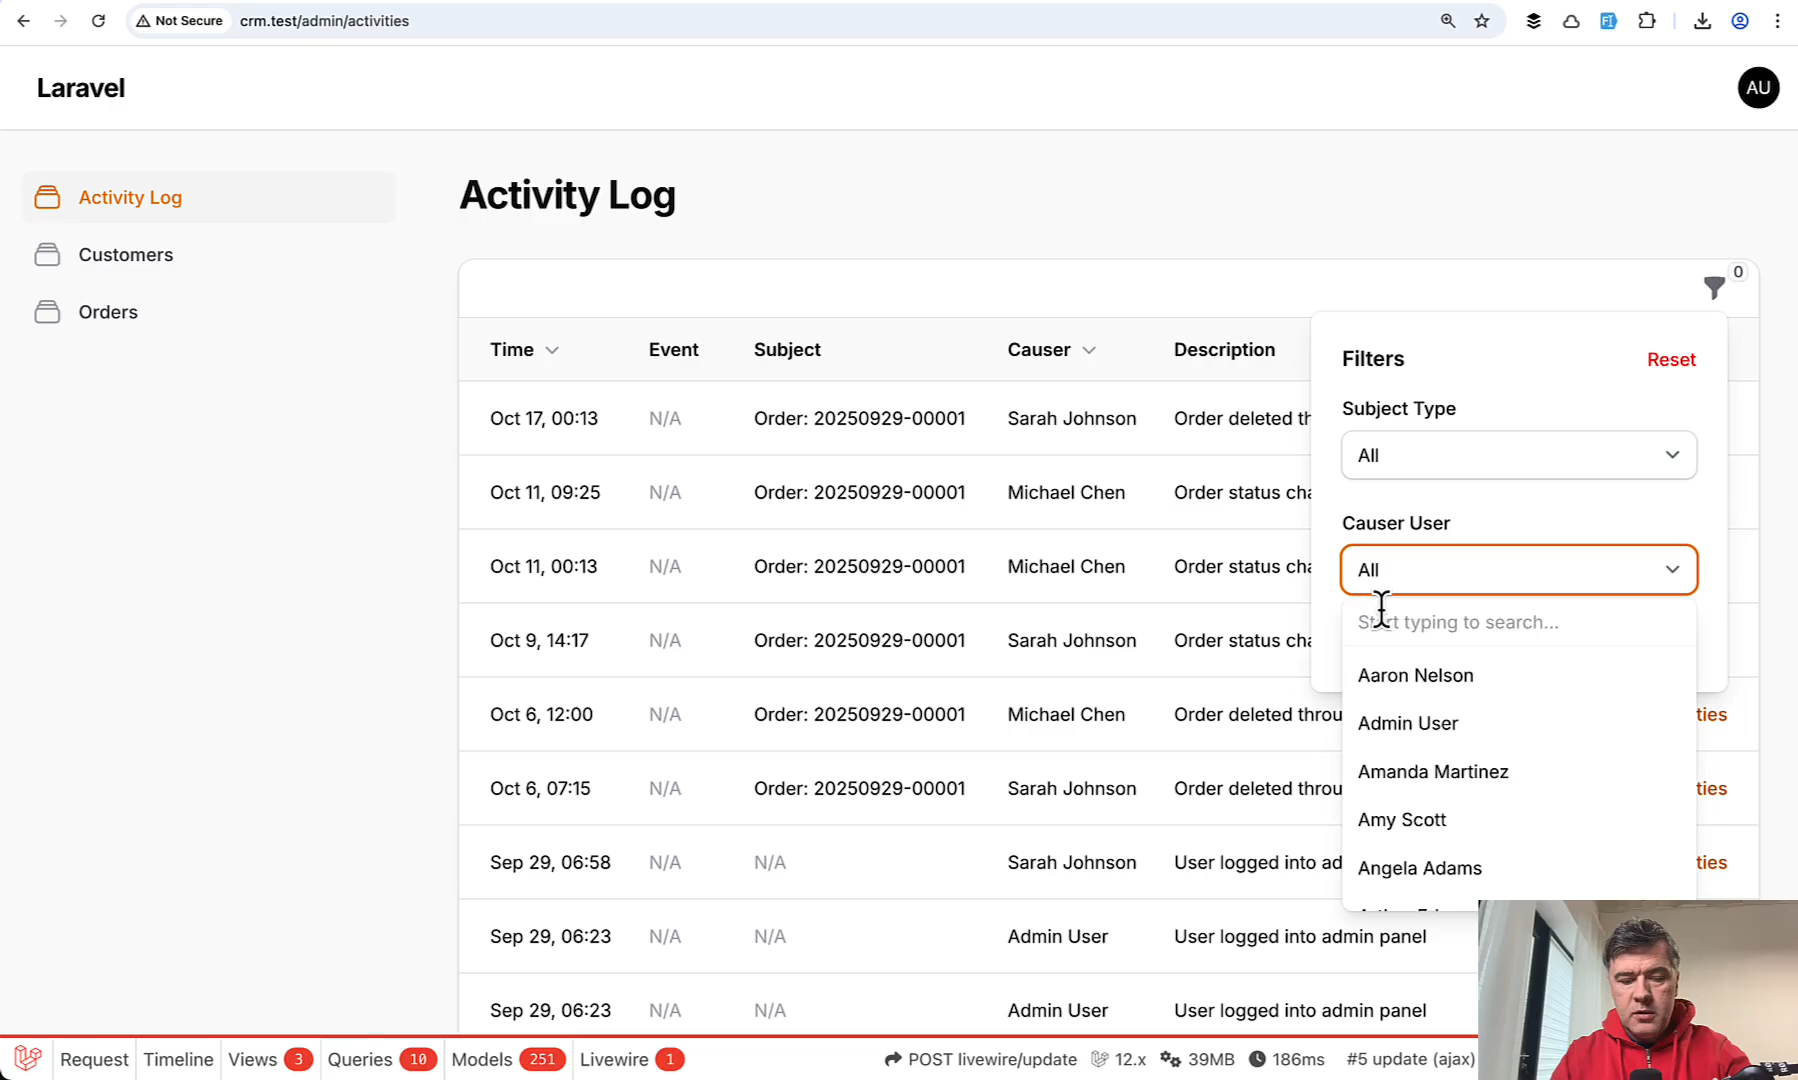 Not Secure crm.test/admin/activities
Laravel
AU
Activity Log
Customers
Orders
Activity Log
0
Time Event Subject Causer Description
Oct 17, 00:13 N/A Order: 20250929-00001 Sarah Johnson Order deleted th
Oct 11, 09:25 N/A Order: 20250929-00001 Michael Chen Order status cha
Oct 11, 00:13 N/A Order: 20250929-00001 Michael Chen Order status cha
Oct 9, 14:17 N/A Order: 20250929-00001 Sarah Johnson Order status cha
Oct 6, 12:00 N/A Order: 20250929-00001 Michael Chen Order deleted throu ties
Oct 6, 07:15 N/A Order: 20250929-00001 Sarah Johnson Order deleted throu ties
Sep 29, 06:58 N/A N/A Sarah Johnson User logged into ad ties
Sep 29, 06:23 N/A N/A Admin User User logged into admin panel
Sep 29, 06:23 N/A N/A Admin User User logged into admin panel
Filters Reset
Subject Type
All
Causer User
All
Start typing to search...
Aaron Nelson
Admin User
Amanda Martinez
Amy Scott
Angela Adams
Request Timeline Views 3 Queries 10 Models 251 Livewire 1 POST livewire/update 12.x 39MB 186ms #5 update (ajax)